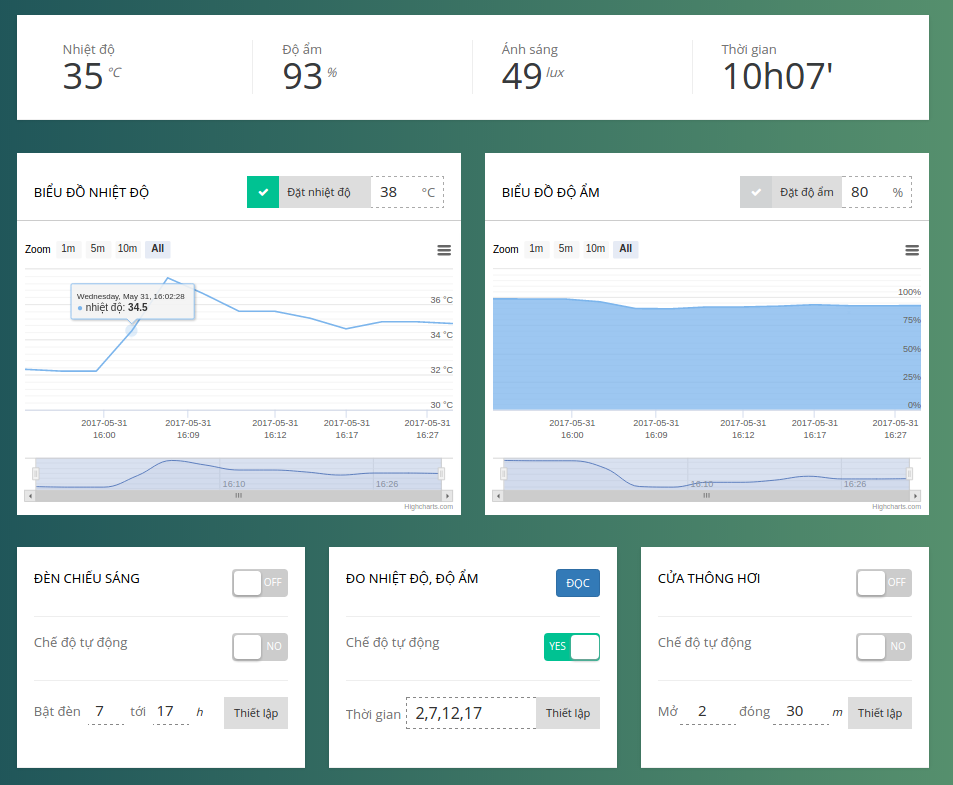 Nhiệt độ
35 °C
Độ ẩm
93 %
Ánh sáng
49 lux
Thời gian
10h07'
BIỂU ĐỒ NHIỆT ĐỘ
Đặt nhiệt độ
38 °C
Zoom 1m 5m 10m All
Wednesday, May 31, 16:02:28
nhiệt độ: 34.5
36 °C
34 °C
32 °C
30 °C
2017-05-31 2017-05-31 2017-05-31 2017-05-31 2017-05-31
16:00 16:09 16:12 16:17 16:27
16:10 16:26
Highcharts.com
BIỂU ĐỒ ĐỘ ẨM
Đặt độ ẩm
80 %
Zoom 1m 5m 10m All
100%
75%
50%
25%
0%
2017-05-31 2017-05-31 2017-05-31 2017-05-31 2017-05-31
16:00 16:09 16:12 16:17 16:27
16:10 16:26
Highcharts.com
ĐÈN CHIẾU SÁNG OFF
Chế độ tự động NO
Bật đèn 7 tới 17 h Thiết lập
ĐO NHIỆT ĐỘ, ĐỘ ẨM ĐỌC
Chế độ tự động YES
Thời gian 2,7,12,17 Thiết lập
CỬA THÔNG HƠI OFF
Chế độ tự động NO
Mở 2 đóng 30 m Thiết lập